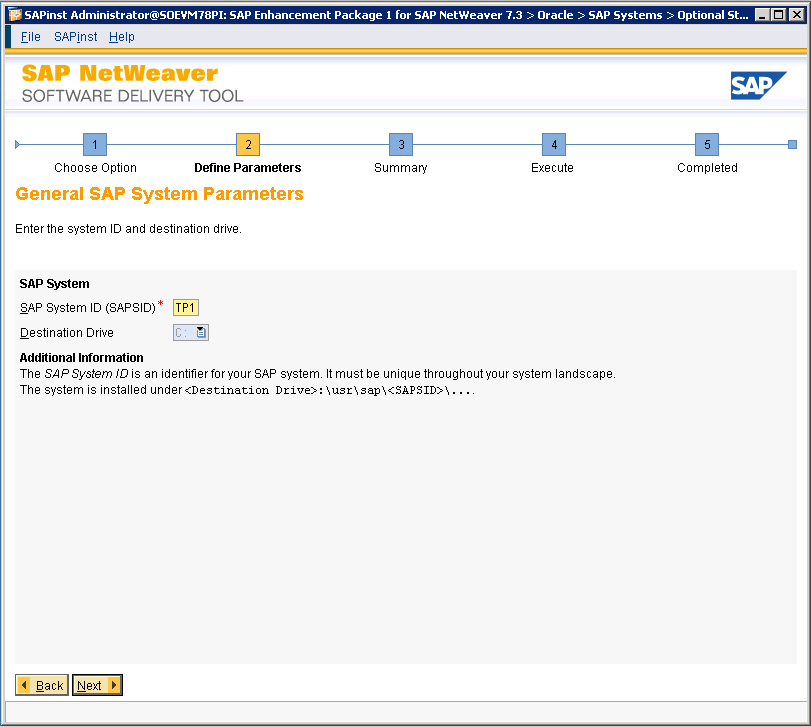 SAPinst Administrator@SOEVM78PI: SAP Enhancement Package 1 for SAP NetWeaver 7.3 > Oracle > SAP Systems > Optional St...
File SAPinst Help
SAP NetWeaver
SOFTWARE DELIVERY TOOL
SAP
1 2 3 4 5
Choose Option Define Parameters Summary Execute Completed
General SAP System Parameters
Enter the system ID and destination drive.
SAP System
SAP System ID (SAPSID)* TP1
Destination Drive C:
Additional Information
The SAP System ID is an identifier for your SAP system. It must be unique throughout your system landscape.
The system is installed under <Destination Drive>:\usr\sap\<SAPSID>\....
Back Next